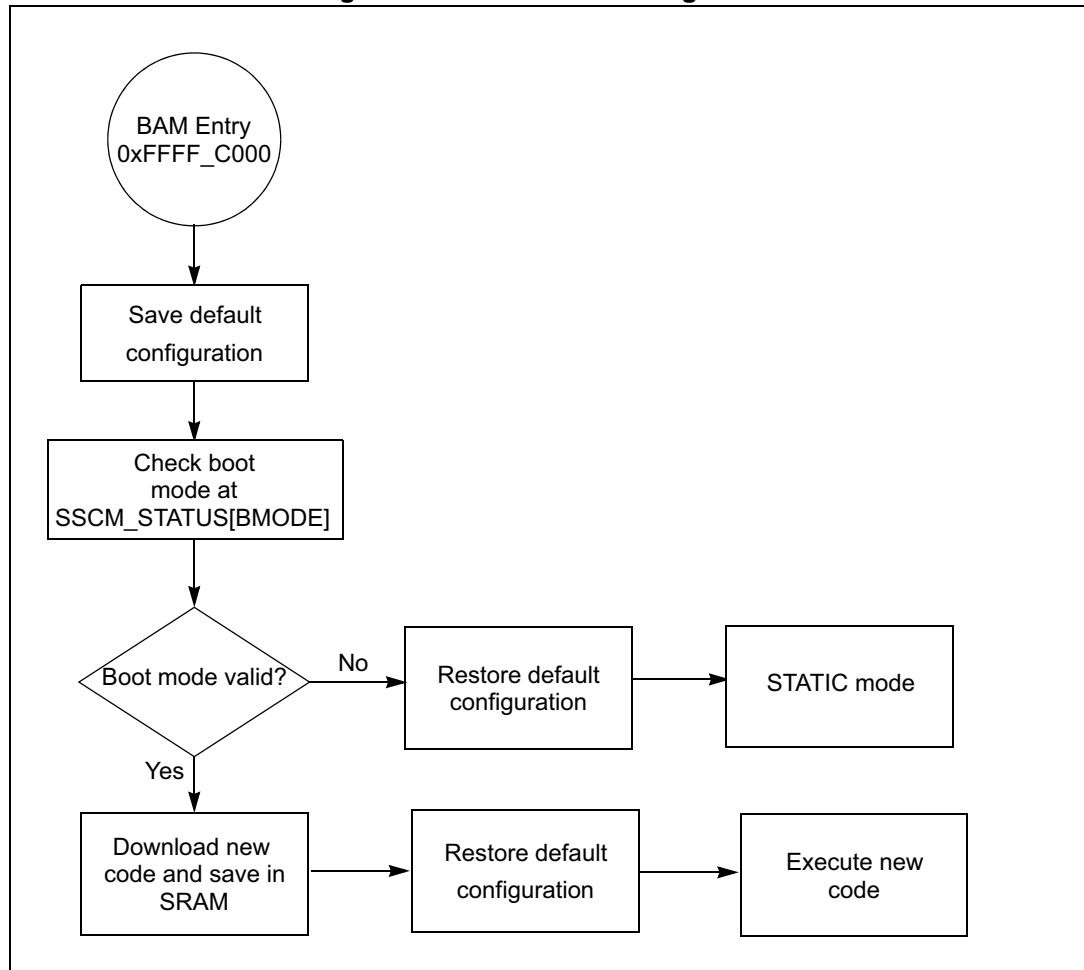 BAM Entry
0xFFFF_C000
Save default
configuration
Check boot
mode at
SSCM_STATUS[BMODE]
Boot mode valid?
No
Restore default
configuration
STATIC mode
Yes
Download new
code and save in
SRAM
Restore default
configuration
Execute new
code